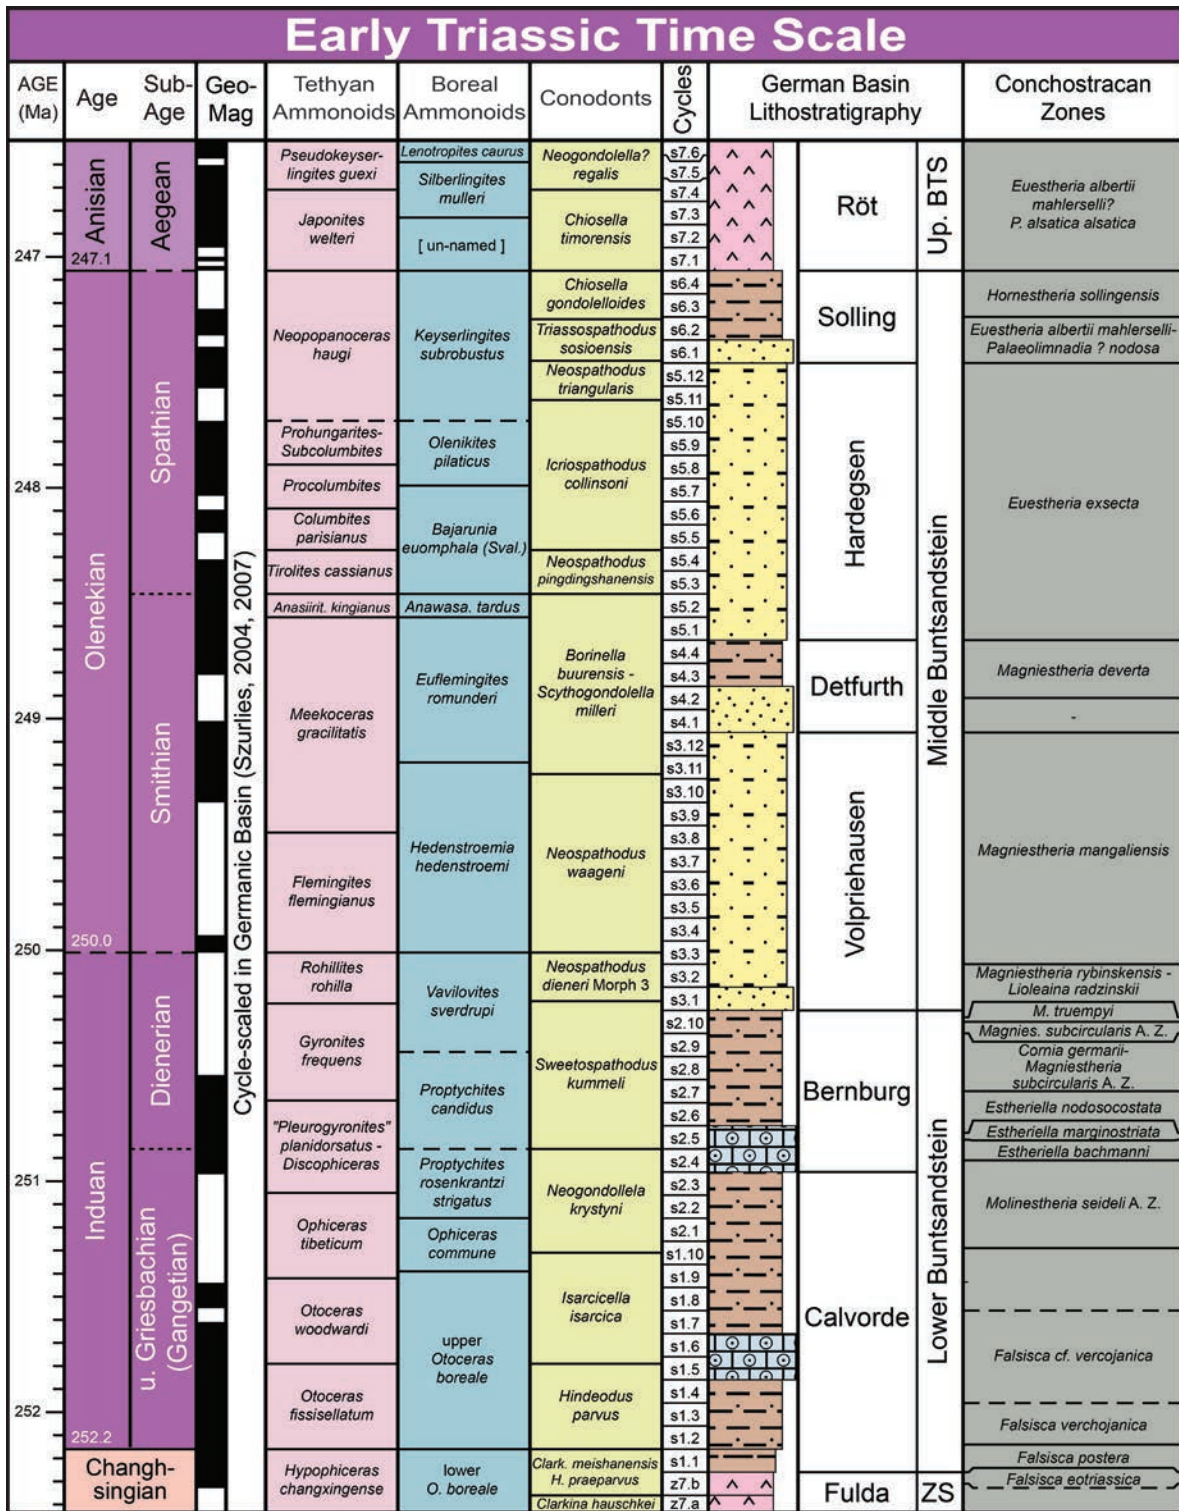 Early Triassic Time Scale
AGE
(Ma)
Age
Sub-
Age
Geo-
Mag
Tethyan
Ammonoids
Boreal
Ammonoids
Conodonts
Cycles
German Basin
Lithostratigraphy
Conchostracan
Zones
247
248
249
250
251
252
Anisian
247.1
Olenekian
250.0
Induan
252.2
Changh-
singian
Aegean
Spathian
Smithian
Dienerian
u. Griesbachian
(Gangetian)
Cycle-scaled in Germanic Basin (Szurlies, 2004, 2007)
Pseudokeyser-
lingites guexi
Japonites
welteri
Neopopanoceras
haugi
Prohungarites-
Subcolumbites
Procolumbites
Columbites
parisianus
Tirolites cassianus
Anasiirit. kingianus
Meekoceras
gracilitatis
Flemingites
flemingianus
Rohillites
rohilla
Gyronites
frequens
"Pleurogyronites"
planidorsatus -
Discophiceras
Ophiceras
tibeticum
Otoceras
woodwardi
Otoceras
fissisellatum
Hypophiceras
changxingense
Lenotropites caurus
Silberlingites
mulleri
[ un-named ]
Keyserlingites
subrobustus
Olenikites
pilaticus
Bajarunia
euomphala (Sval.)
Anawasa. tardus
Euflemingites
romunderi
Hedenstroemia
hedenstroemi
Vavilovites
sverdrupi
Proptychites
candidus
Proptychites
rosenkrantzi
strigatus
Ophiceras
commune
upper
Otoceras
boreale
lower
O. boreale
Neogondolella?
regalis
Chiosella
timorensis
Chiosella
gondolelloides
Triassospathodus
sosioensis
Neospathodus
triangularis
Icriospathodus
collinsoni
Neospathodus
pingdingshanensis
Borinella
buurensis -
Scythogondolella
milleri
Neospathodus
waageni
Neospathodus
dieneri Morph 3
Sweetospathodus
kummeli
Neogondollela
krystyni
Isarcicella
isarcica
Hindeodus
parvus
Clark. meishanensis
H. praeparvus
Clarkina hauschkei
s7.6
s7.5
s7.4
s7.3
s7.2
s7.1
s6.4
s6.3
s6.2
s6.1
s5.12
s5.11
s5.10
s5.9
s5.8
s5.7
s5.6
s5.5
s5.4
s5.3
s5.2
s5.1
s4.4
s4.3
s4.2
s4.1
s3.12
s3.11
s3.10
s3.9
s3.8
s3.7
s3.6
s3.5
s3.4
s3.3
s3.2
s3.1
s2.10
s2.9
s2.8
s2.7
s2.6
s2.5
s2.4
s2.3
s2.2
s2.1
s1.10
s1.9
s1.8
s1.7
s1.6
s1.5
s1.4
s1.3
s1.2
s1.1
z7.b
z7.a
Röt
Solling
Hardegsen
Detfurth
Volpriehausen
Bernburg
Calvorde
Fulda
Up. BTS
Middle Buntsandstein
Lower Buntsandstein
ZS
Euestheria albertii
mahlerselli?
P. alsatica alsatica
Hornestheria sollingensis
Euestheria albertii mahlerselli-
Palaeolimnadia ? nodosa
Euestheria exsecta
Magniestheria deverta
-
Magniestheria mangaliensis
Magniestheria rybinskensis -
Lioleaina radzinskii
M. truempyi
Magnies. subcircularis A. Z.
Cornia germarii-
Magniestheria
subcircularis A. Z.
Estheriella nodosocostata
Estheriella marginostriata
Estheriella bachmanni
Molinestheria seideli A. Z.
Falsisca cf. vercojanica
Falsisca verchojanica
Falsisca postera
Falsisca eotriassica